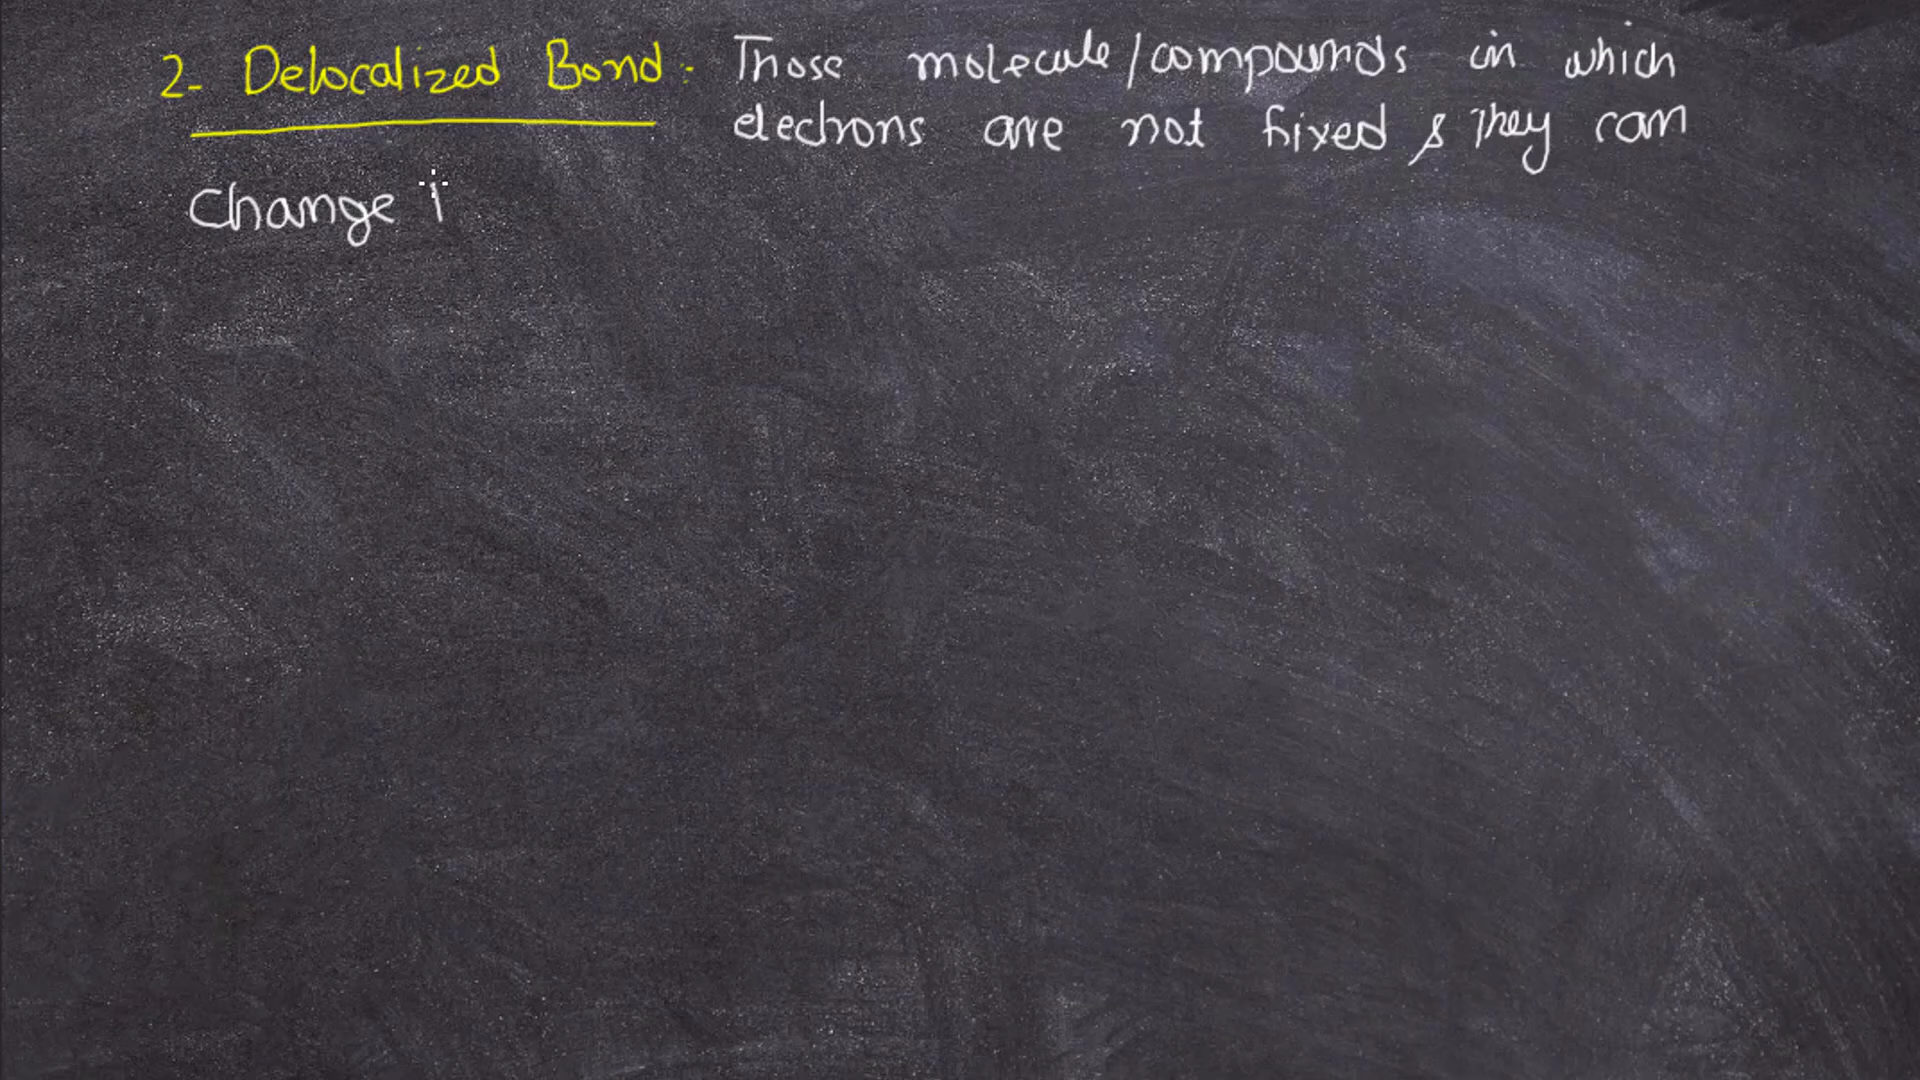 2- Delocalized Bond:- Those molecule/compounds in which
electrons are not fixed & They can
Change